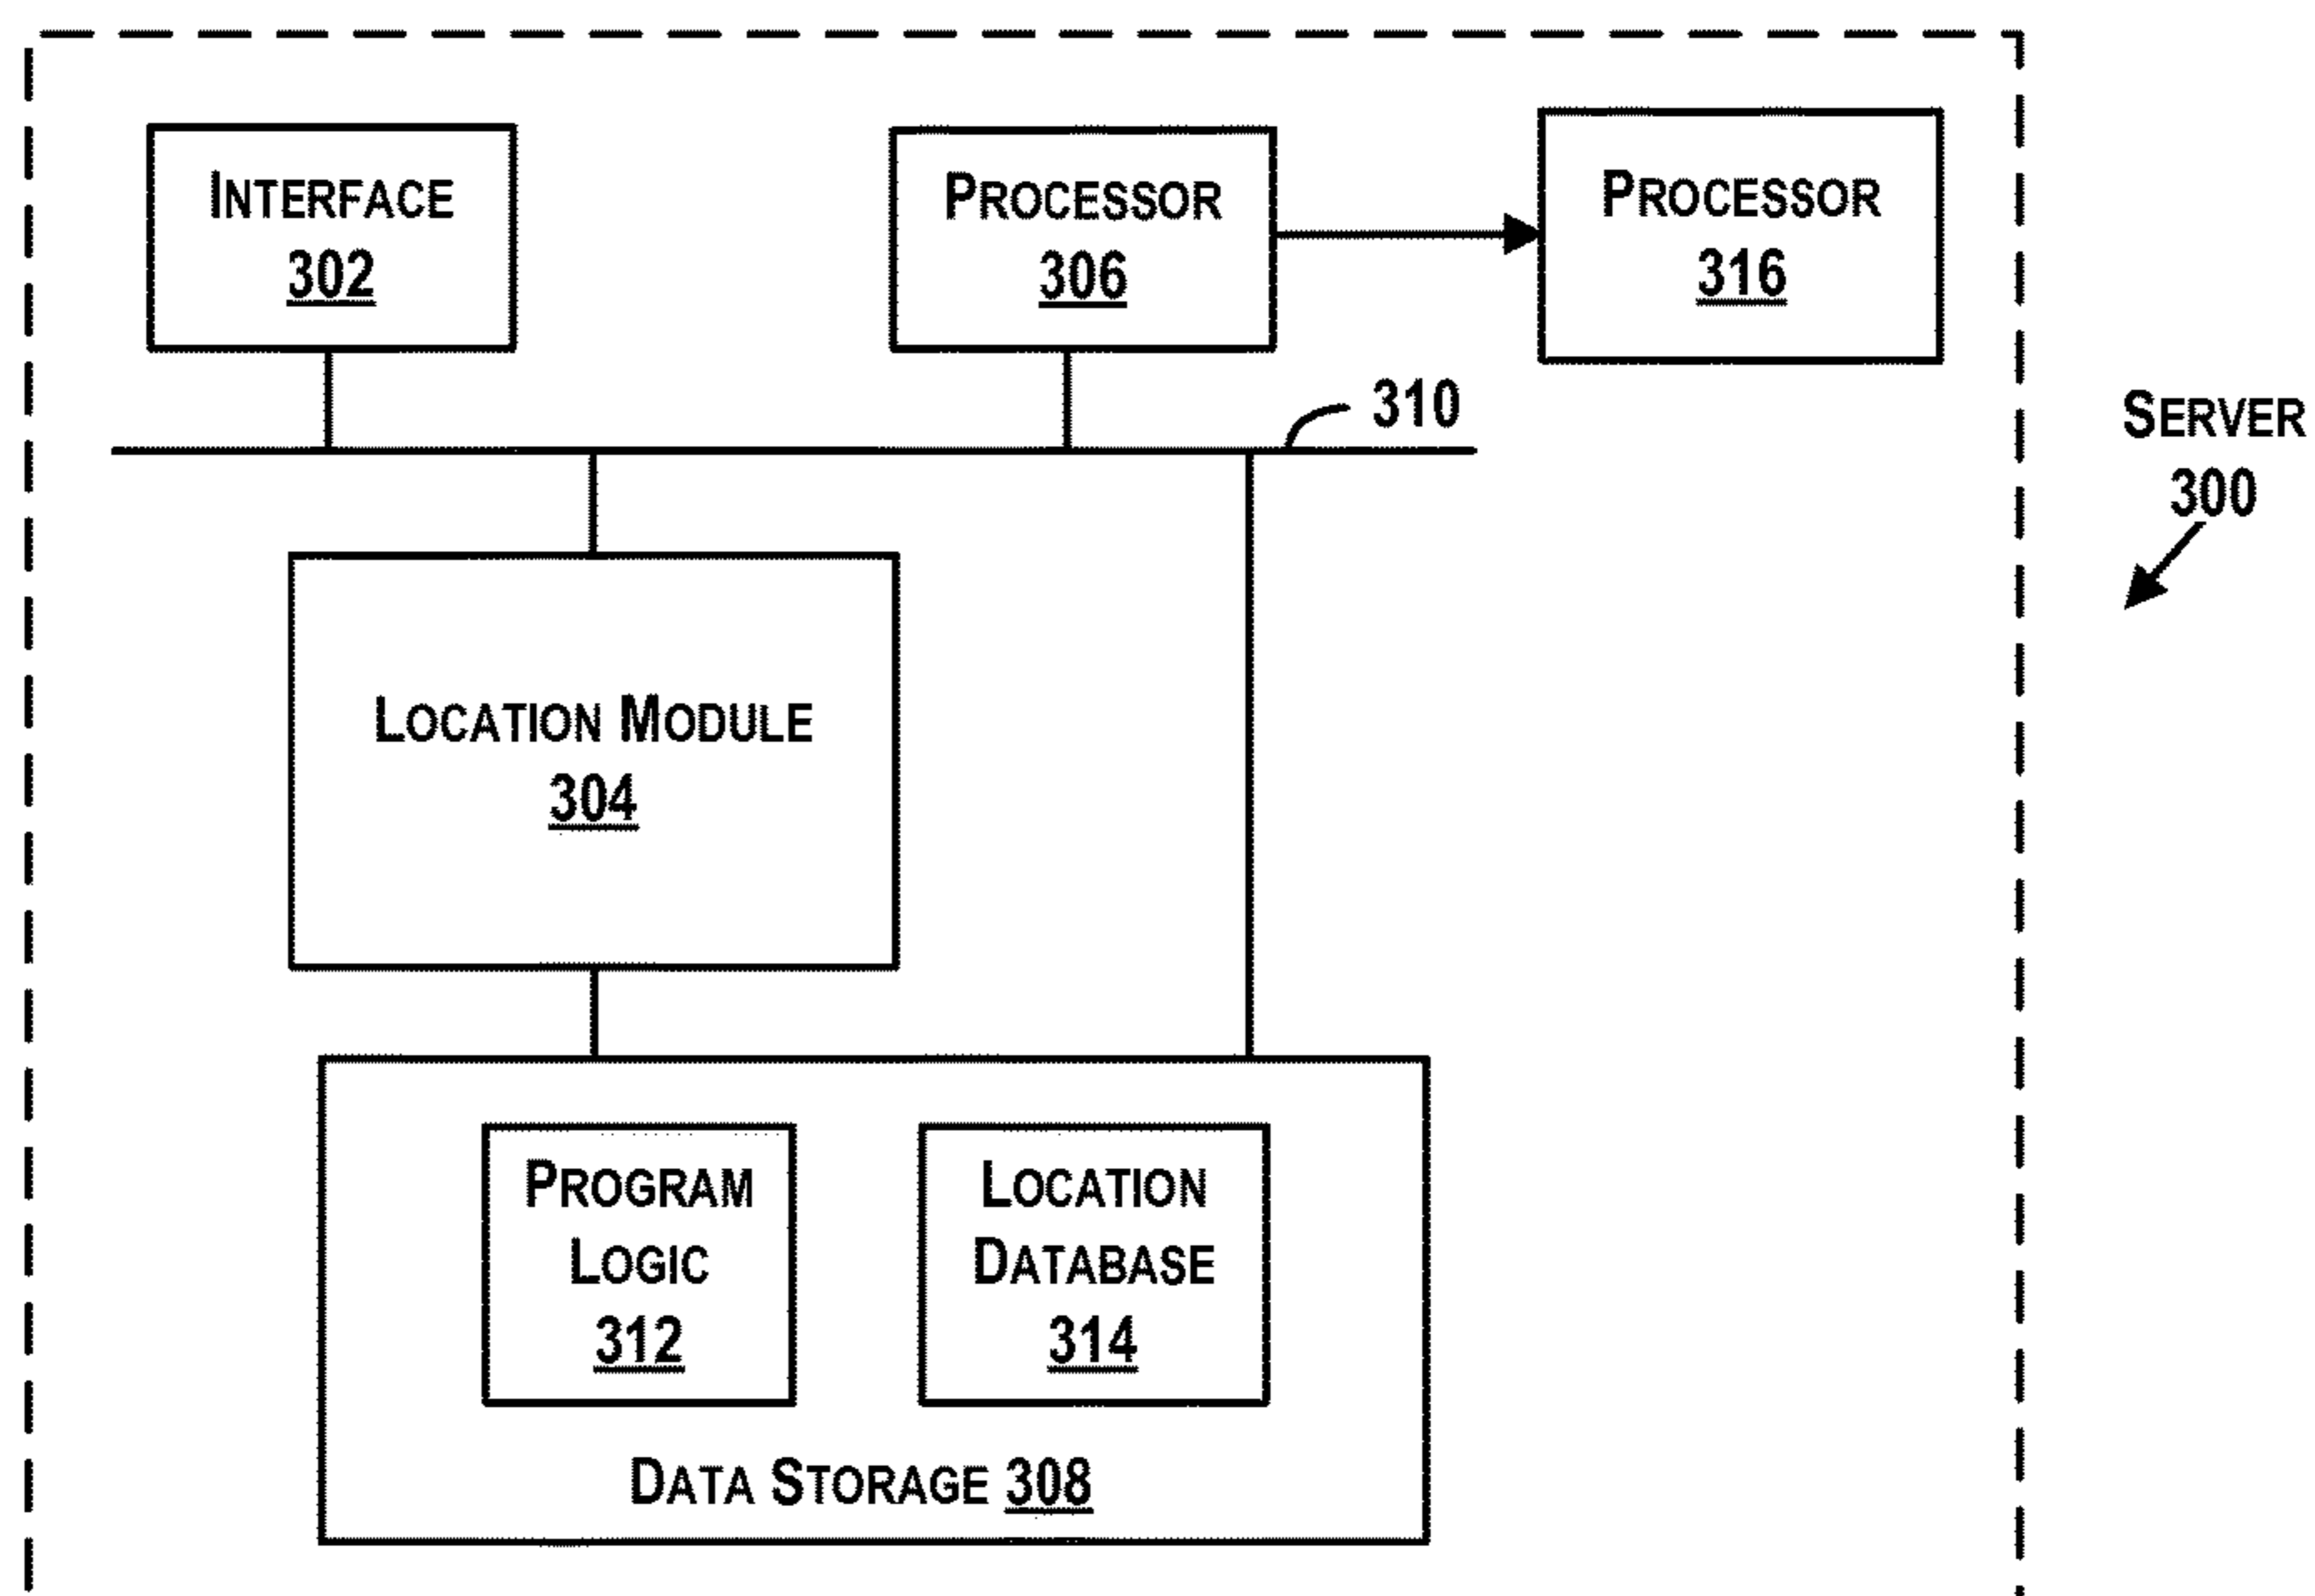 INTERFACE
302
PROCESSOR
306
PROCESSOR
316
310
SERVER
300
LOCATION MODULE
304
PROGRAM
LOGIC
312
LOCATION
DATABASE
314
DATA STORAGE 308